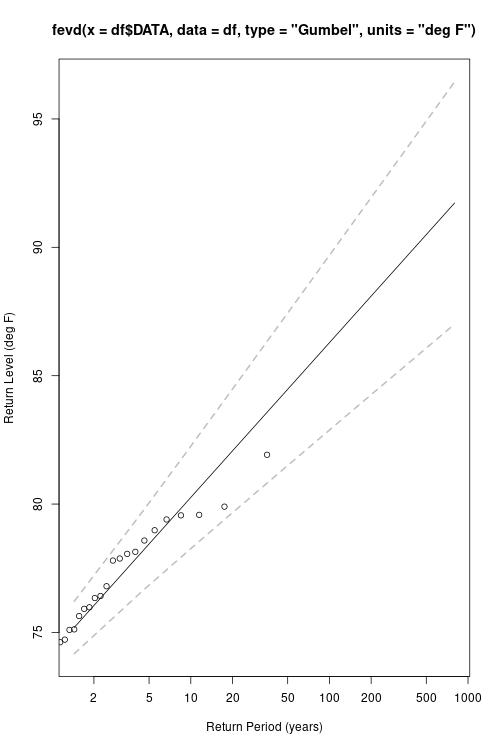 fevd(x = df$DATA, data = df, type = "Gumbel", units = "deg F")
95
90
85
80
75
Return Level (deg F)
2 5 10 20 50 100 200 500 1000
Return Period (years)